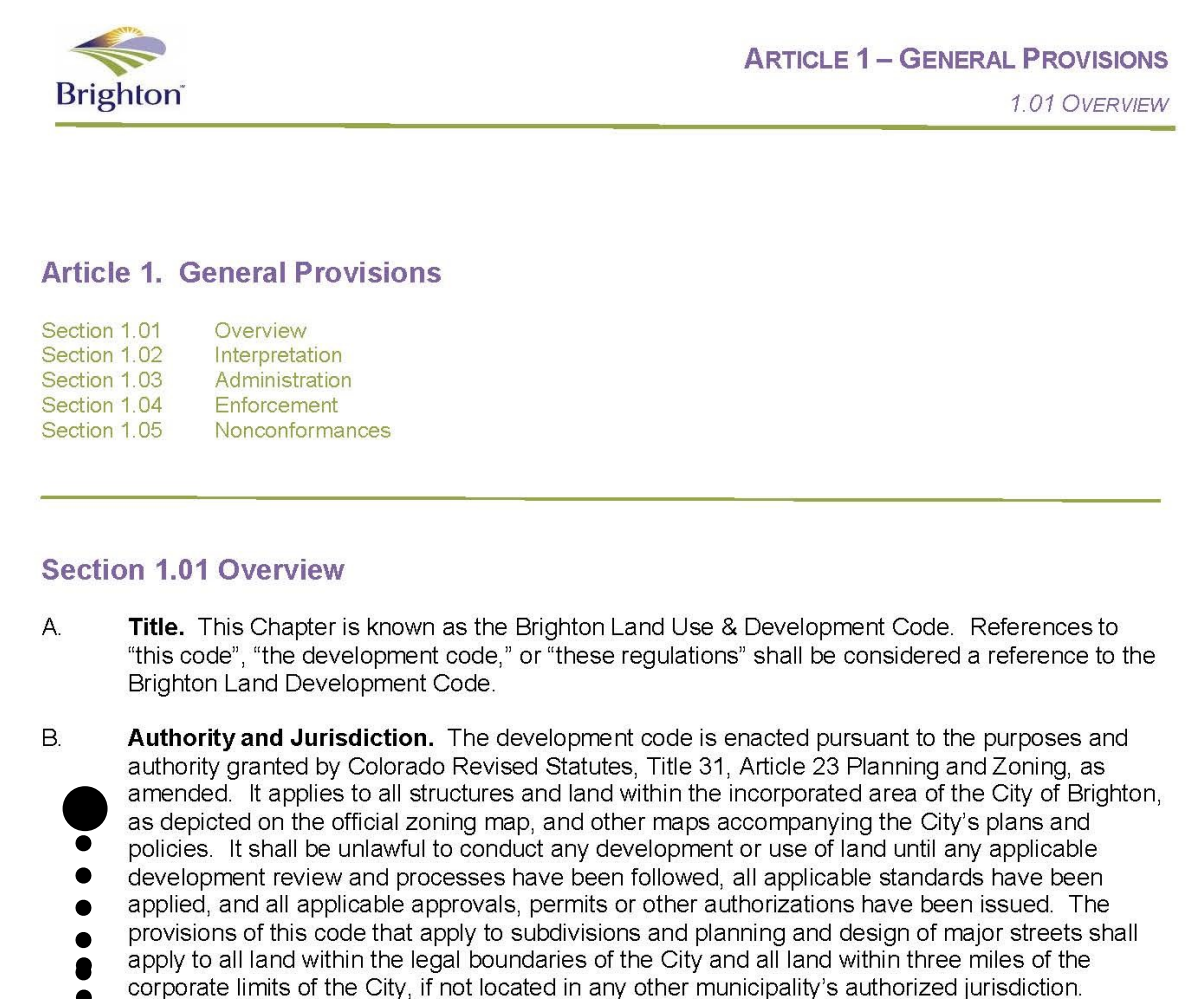 Brighton
ARTICLE 1 – GENERAL PROVISIONS
1.01 OVERVIEW
Article 1. General Provisions
Section 1.01 Overview
Section 1.02 Interpretation
Section 1.03 Administration
Section 1.04 Enforcement
Section 1.05 Nonconformances
Section 1.01 Overview
A. Title. This Chapter is known as the Brighton Land Use & Development Code. References to
“this code”, “the development code,” or “these regulations” shall be considered a reference to the
Brighton Land Development Code.
B. Authority and Jurisdiction. The development code is enacted pursuant to the purposes and
authority granted by Colorado Revised Statutes, Title 31, Article 23 Planning and Zoning, as
amended. It applies to all structures and land within the incorporated area of the City of Brighton,
as depicted on the official zoning map, and other maps accompanying the City’s plans and
policies. It shall be unlawful to conduct any development or use of land until any applicable
development review and processes have been followed, all applicable standards have been
applied, and all applicable approvals, permits or other authorizations have been issued. The
provisions of this code that apply to subdivisions and planning and design of major streets shall
apply to all land within the legal boundaries of the City and all land within three miles of the
corporate limits of the City, if not located in any other municipality’s authorized jurisdiction.